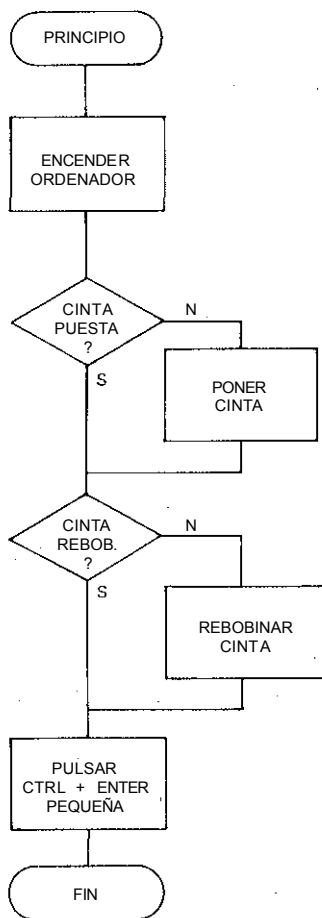 PRINCIPIO
ENCENDER
ORDENADOR
CINTA
PUESTA
?
N
S
PONER
CINTA
CINTA
REBOB.
?
N
S
REBOBINAR
CINTA
PULSAR
CTRL + ENTER
PEQUEÑA
FIN